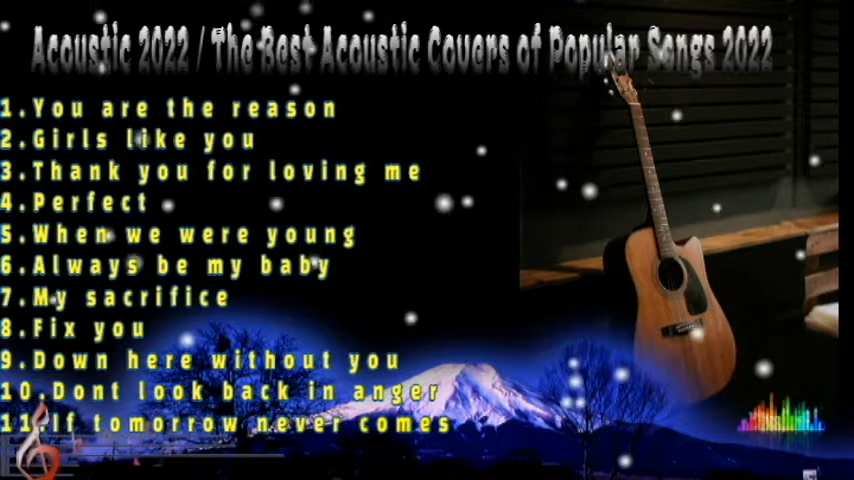 Acoustic 2022 / The Best Acoustic Covers of Popular Songs 2022
1.You are the reason
2.Girls like you
3.Thank you for loving me
4.Perfect
5.When we were young
6.Always be my baby
7.My sacrifice
8.Fix you
9.Down here without you
10.Dont look back in anger
11.If tomorrow never comes